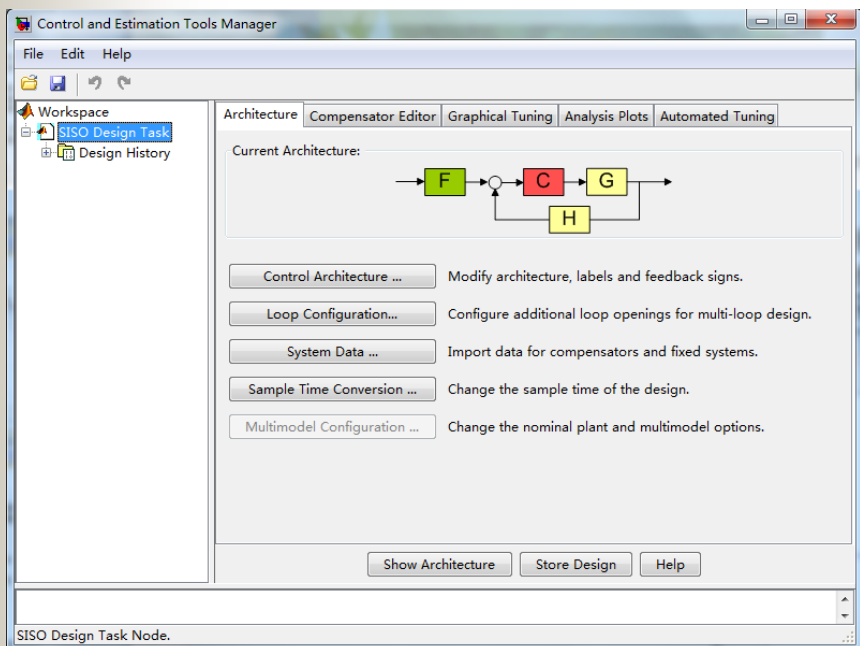 Control and Estimation Tools Manager
File Edit Help
Workspace
SISO Design Task
Design History
Architecture Compensator Editor Graphical Tuning Analysis Plots Automated Tuning
Current Architecture:
F C G
H
Control Architecture ... Modify architecture, labels and feedback signs.
Loop Configuration... Configure additional loop openings for multi-loop design.
System Data ... Import data for compensators and fixed systems.
Sample Time Conversion ... Change the sample time of the design.
Multimodel Configuration ... Change the nominal plant and multimodel options.
Show Architecture Store Design Help
SISO Design Task Node.